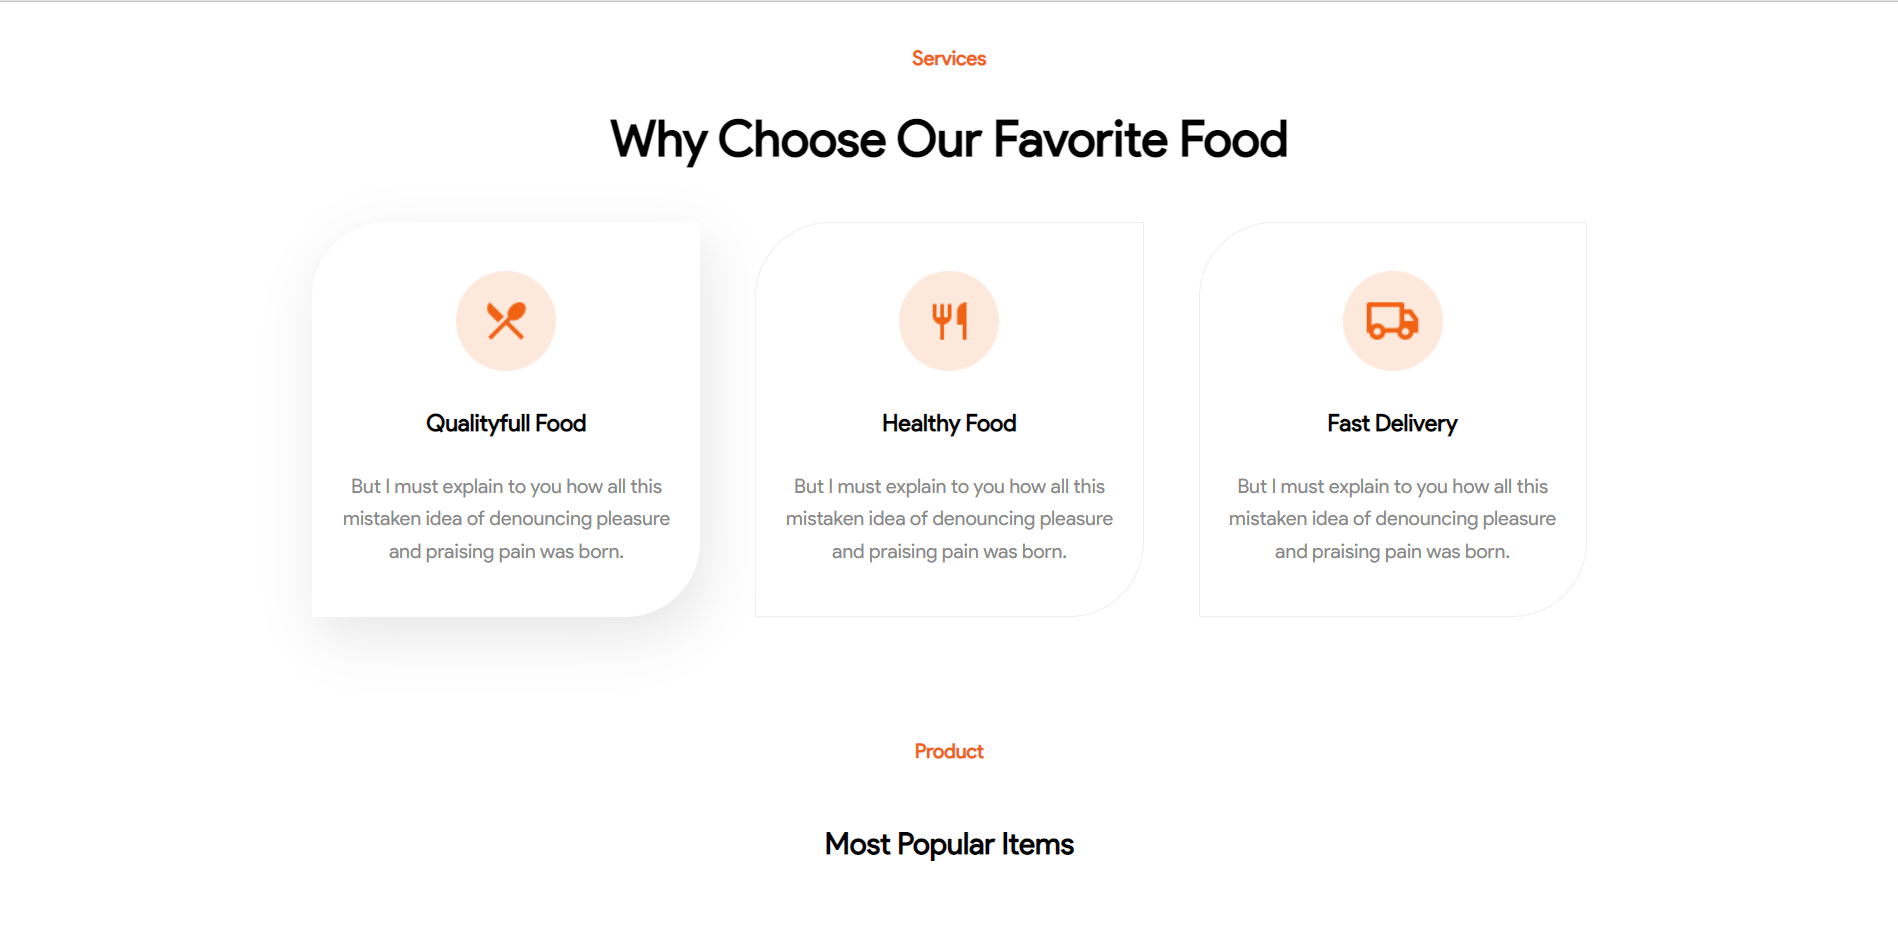 Services
Why Choose Our Favorite Food
Qualityfull Food
But I must explain to you how all this
mistaken idea of denouncing pleasure
and praising pain was born.
Healthy Food
But I must explain to you how all this
mistaken idea of denouncing pleasure
and praising pain was born.
Fast Delivery
But I must explain to you how all this
mistaken idea of denouncing pleasure
and praising pain was born.
Product
Most Popular Items